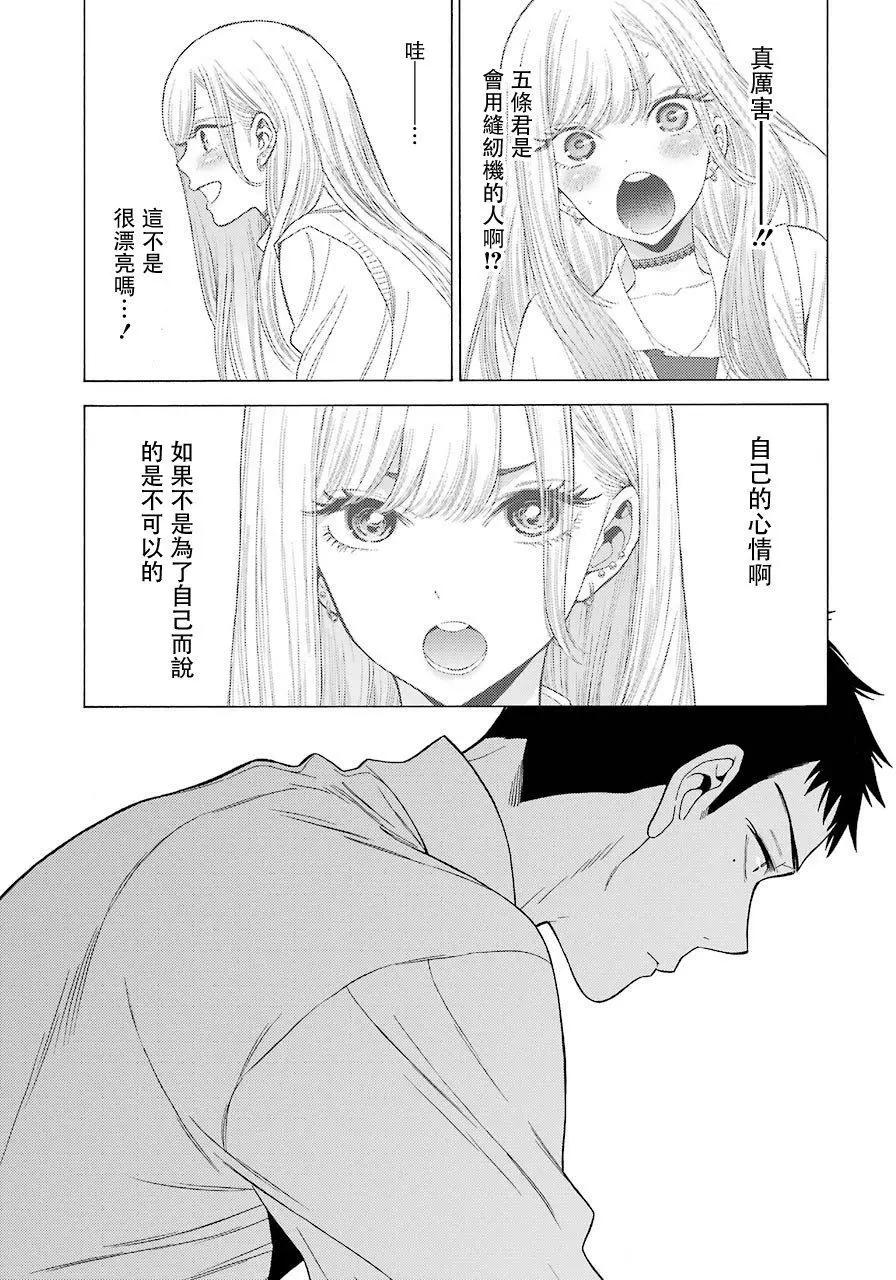 真厲害——!!
五條君是
會用縫紉機的人啊!?
哇——…
這不是
很漂亮嗎…!
自己的心情啊
如果不是為了自己而說
的是不可以的